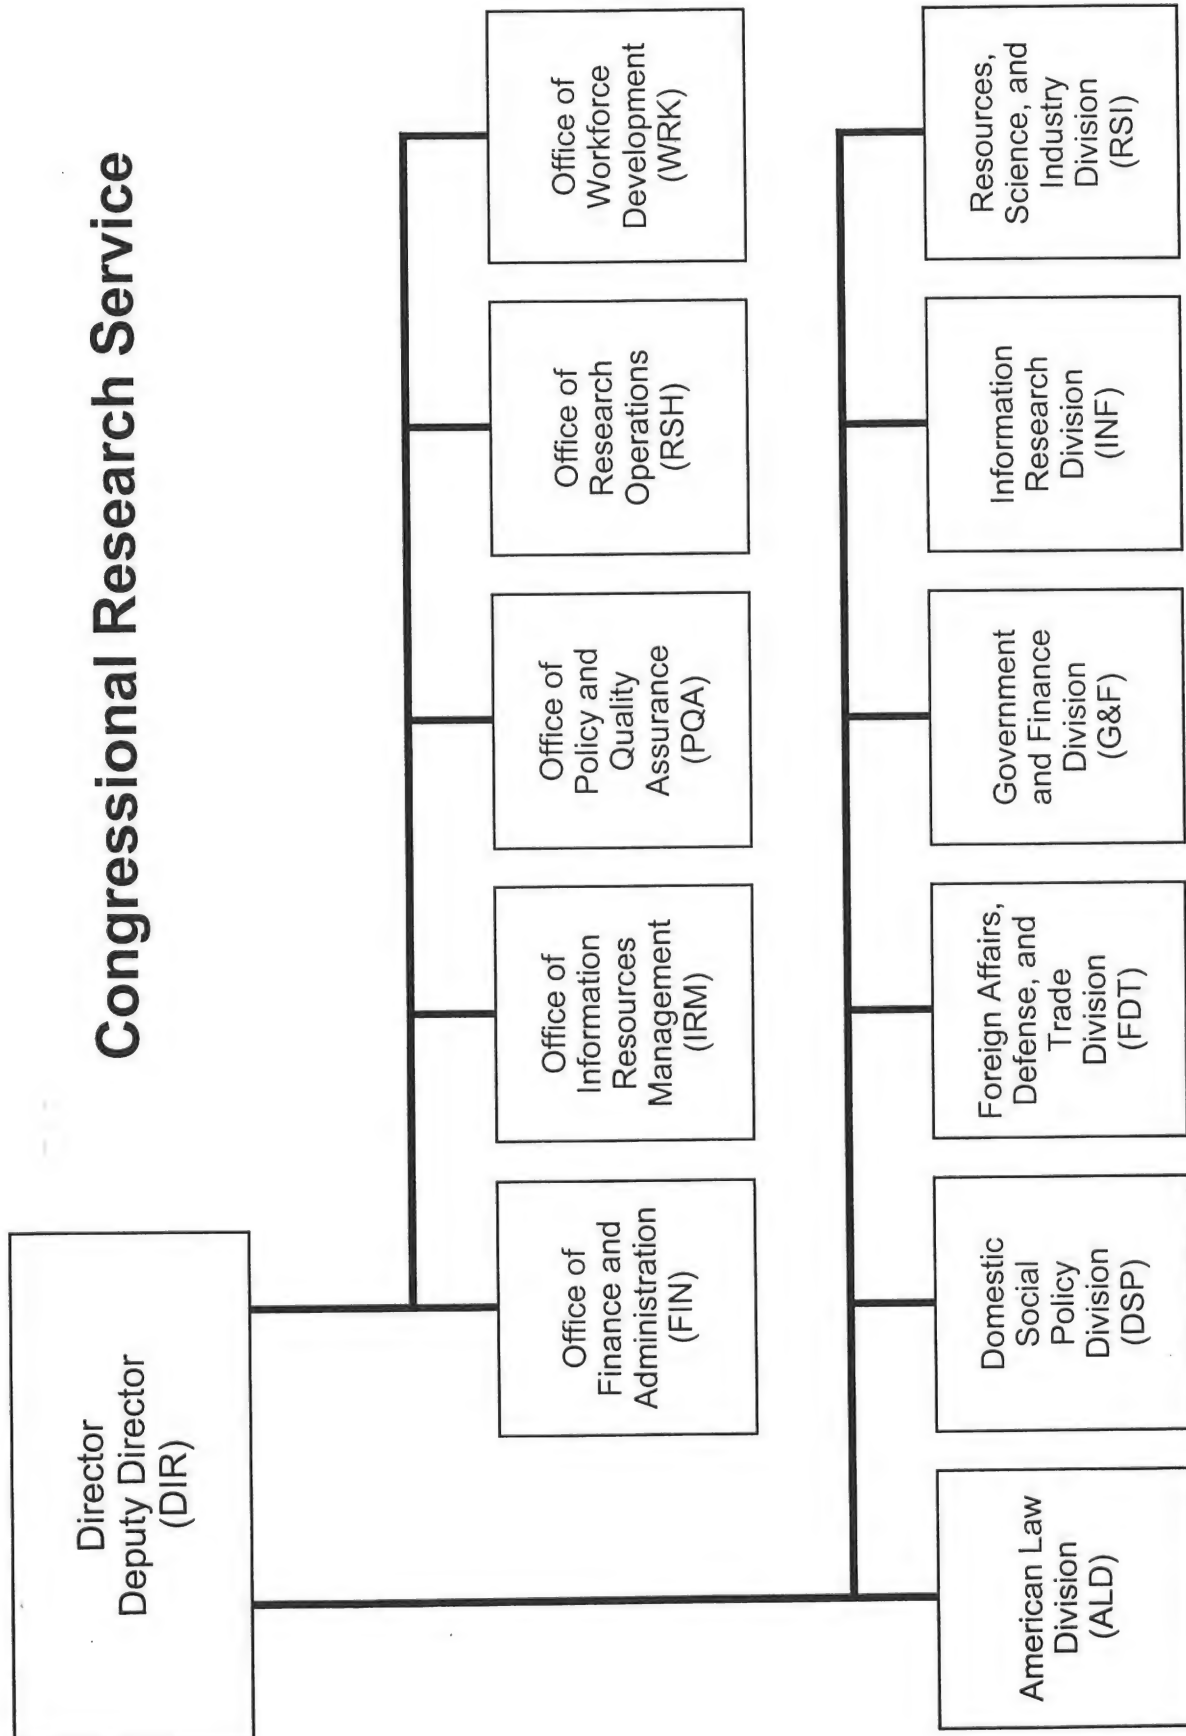 Congressional Research Service
Director
Deputy Director
(DIR)
Office of
Finance and
Administration
(FIN)
Office of
Information
Resources
Management
(IRM)
Office of
Policy and
Quality
Assurance
(PQA)
Office of
Research
Operations
(RSH)
Office of
Workforce
Development
(WRK)
American Law
Division
(ALD)
Domestic
Social
Policy
Division
(DSP)
Foreign Affairs,
Defense, and
Trade
Division
(FDT)
Government
and Finance
Division
(G&F)
Information
Research
Division
(INF)
Resources,
Science, and
Industry
Division
(RSI)